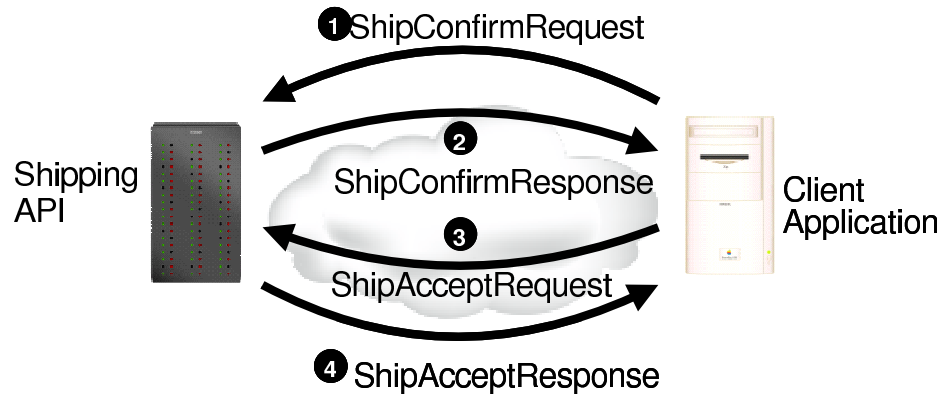 1 ShipConfirmRequest
2
ShipConfirmResponse
Shipping
API
Client
Application
3
ShipAcceptRequest
4 ShipAcceptResponse